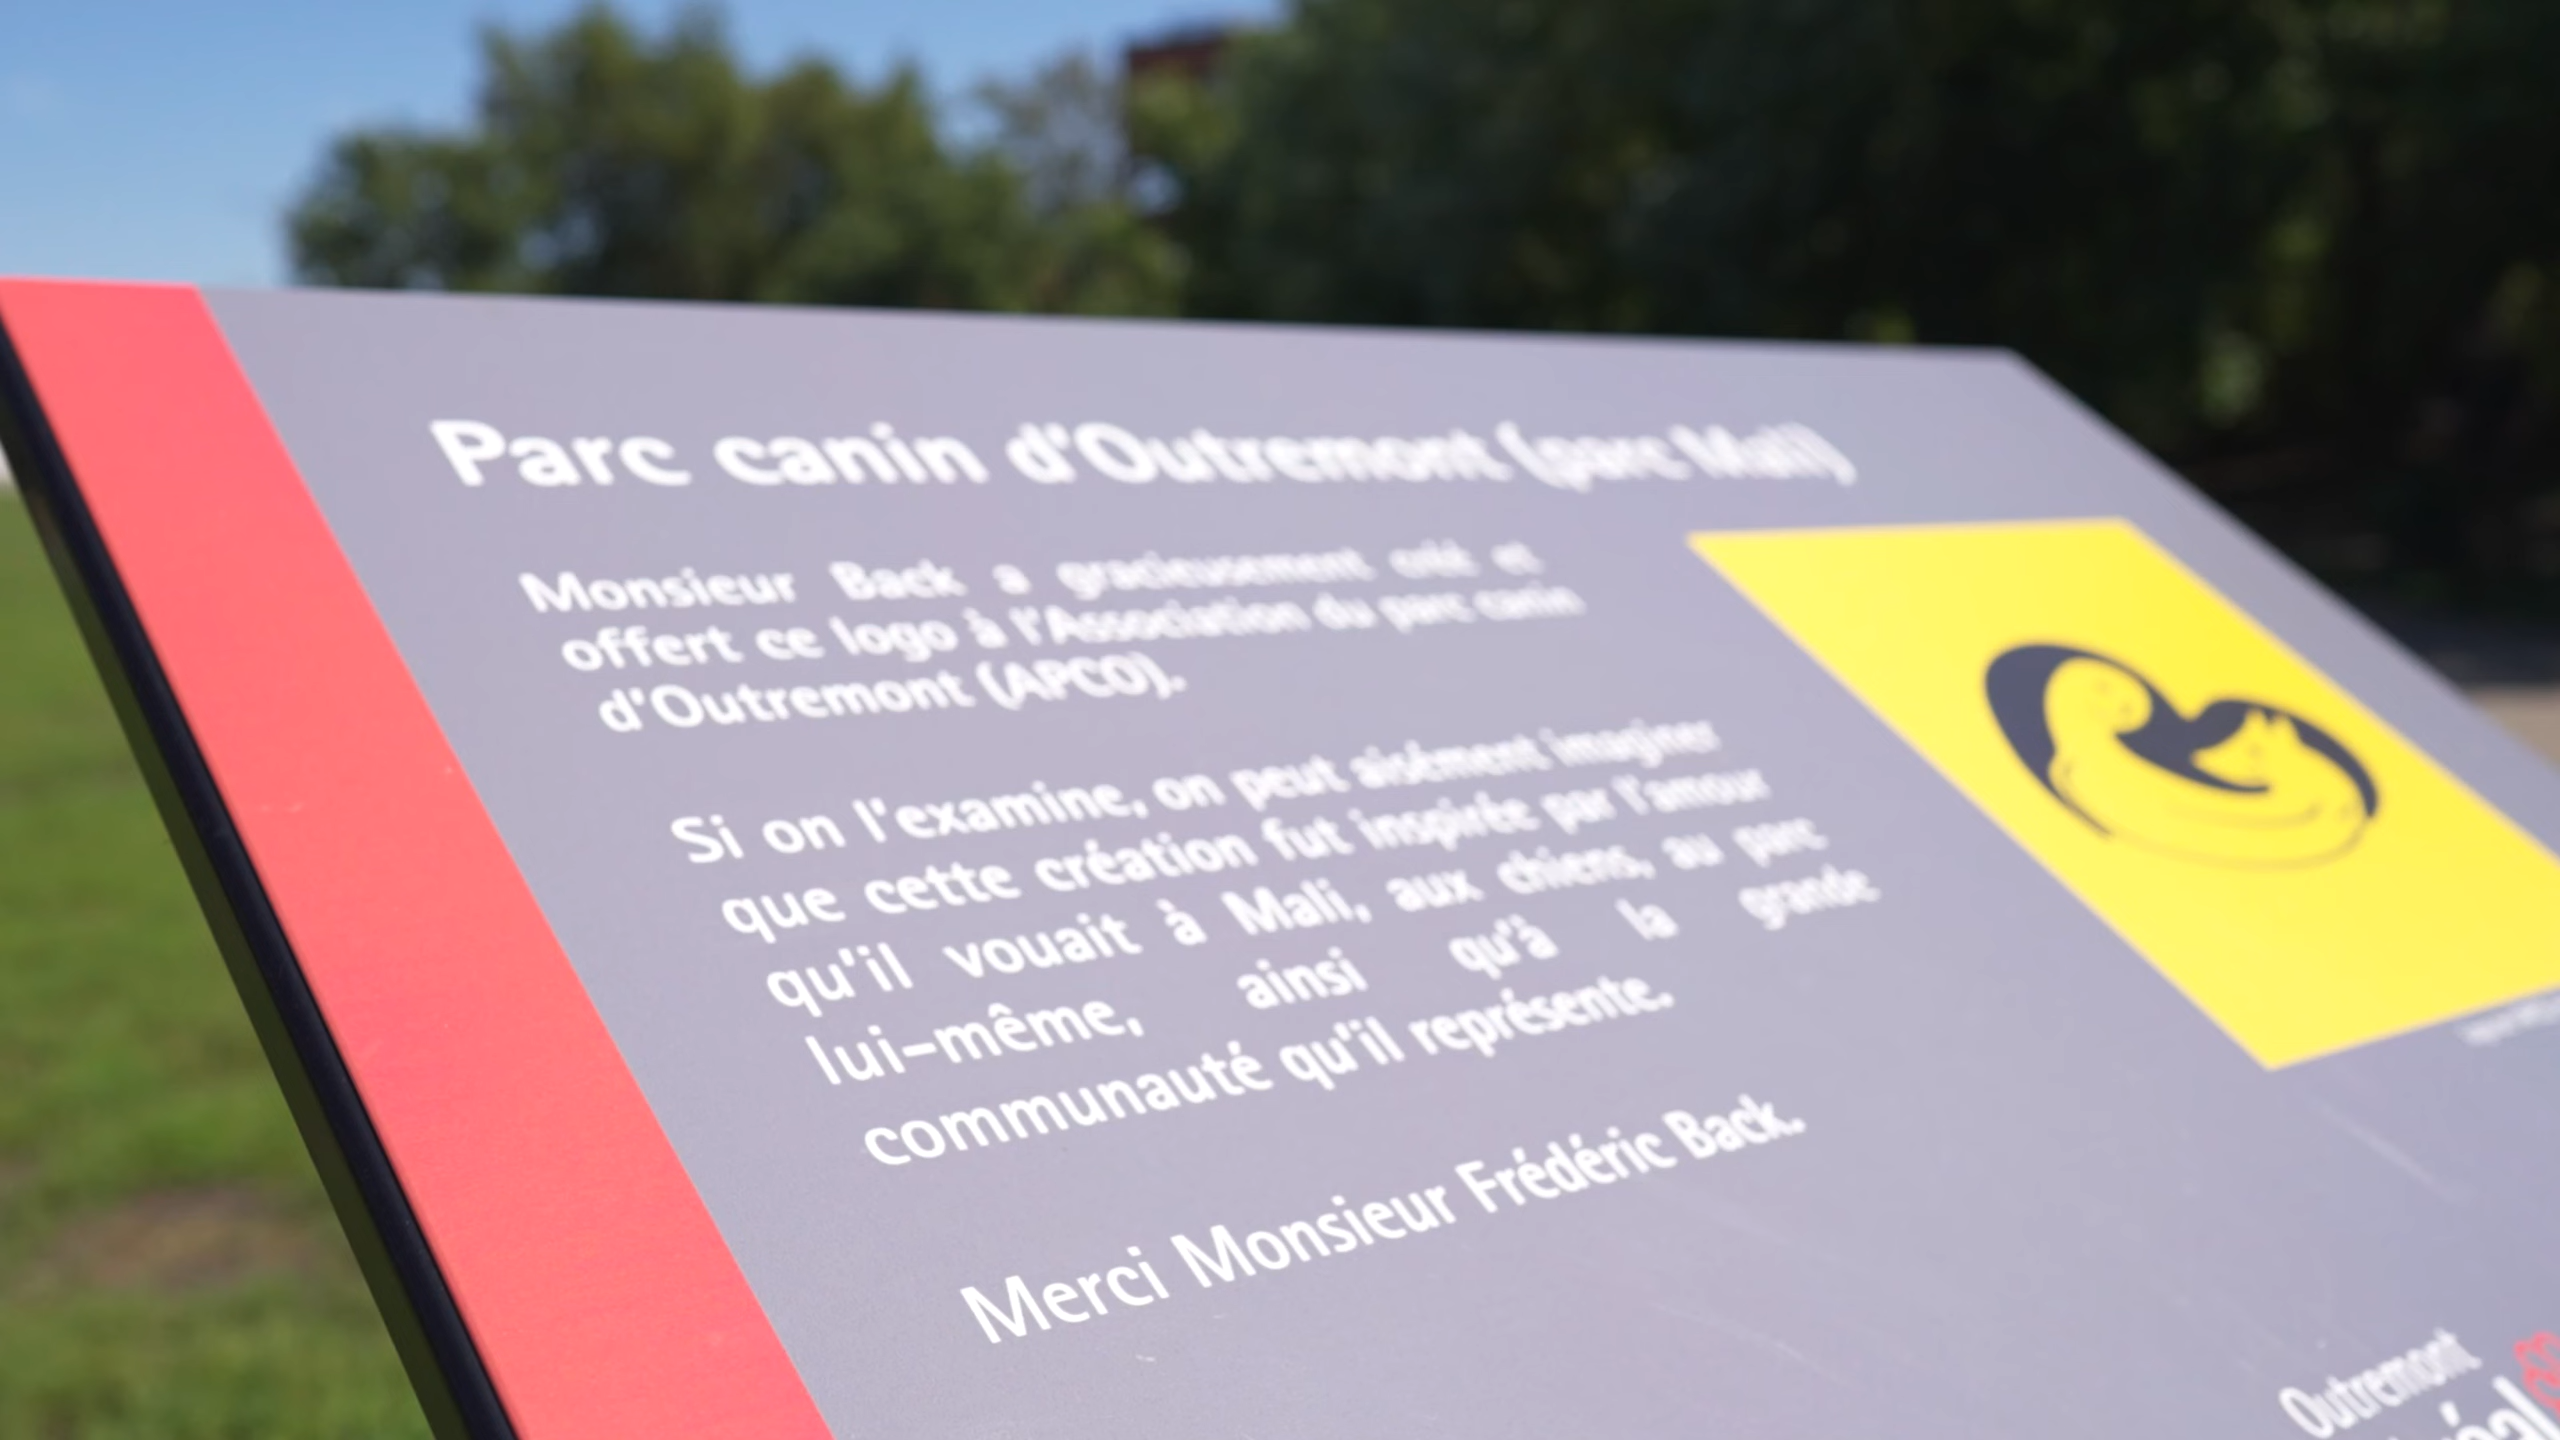 Parc canin d'Outremont (parc Mali)
Monsieur Back a gracieusement créé et
offert ce logo à l'Association du parc canin
d'Outremont (APCO).
Si on l'examine, on peut aisément imaginer
que cette création fut inspirée par l'amour
qu'il vouait à Mali, aux chiens, au parc
lui-même, ainsi qu'à la grande
communauté qu'il représente.
Merci Monsieur Frédéric Back.
Outremont